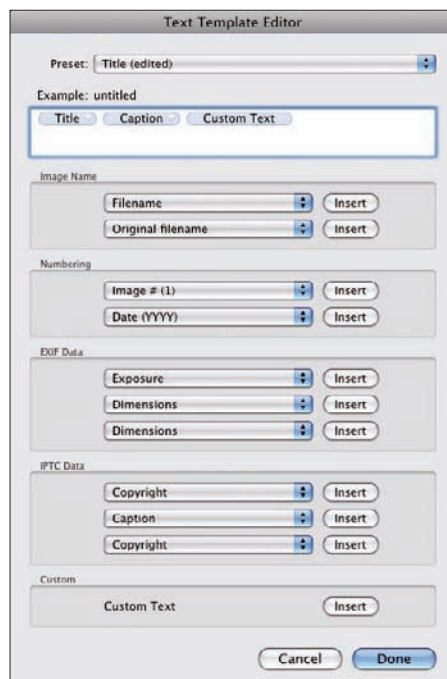 Text Template Editor
Preset: Title (edited)
Example: untitled
Title Caption Custom Text
Image Name
Filename Insert
Original filename Insert
Numbering
Image # (1) Insert
Date (YYYY) Insert
EXIF Data
Exposure Insert
Dimensions Insert
Dimensions Insert
IPTC Data
Copyright Insert
Caption Insert
Copyright Insert
Custom
Custom Text Insert
Cancel Done